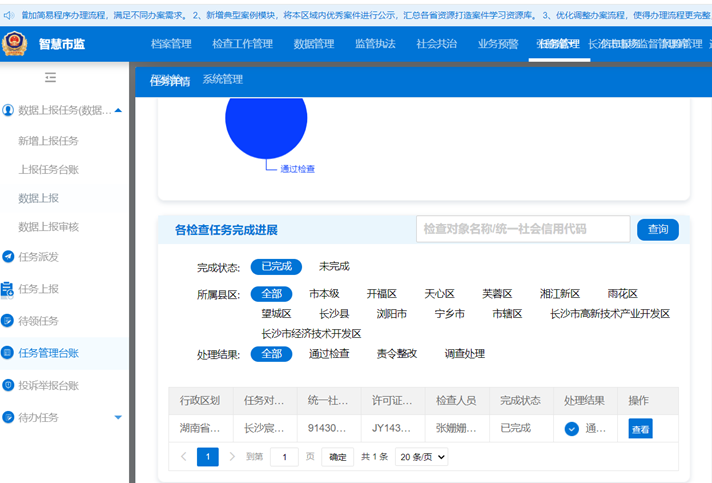 增加简易程序办理流程，满足不同办案需求。 2、新增典型案例模块，将本区域内优秀案件进行公示，汇总各省资源打造案件学习资源库。 3、优化调整办案流程，使得办理流程更完整
智慧市监
档案管理 检查工作管理 数据管理 监管执法 社会共治 业务预警 任务管理
任务详情 系统管理
数据上报任务(数据...
新增上报任务
上报任务台账
数据上报
数据上报审核
任务派发
任务上报
待领任务
任务管理台账
投诉举报台账
待办任务
通过检查
各检查任务完成进展 检查对象名称/统一社会信用代码 查询
完成状态: 已完成 未完成
所属县区: 全部 市本级 开福区 天心区 芙蓉区 湘江新区 雨花区
望城区 长沙县 浏阳市 宁乡市 市辖区 长沙市高新技术产业开发区
长沙市经济技术开发区
处理结果: 全部 通过检查 责令整改 调查处理
行政区划 任务对... 统一社... 许可证... 检查人员 完成状态 处理结果 操作
湖南省... 长沙宸... 91430... JY143... 张姗姗... 已完成 通... 查看
1 到第 1 页 确定 共 1 条 20 条/页